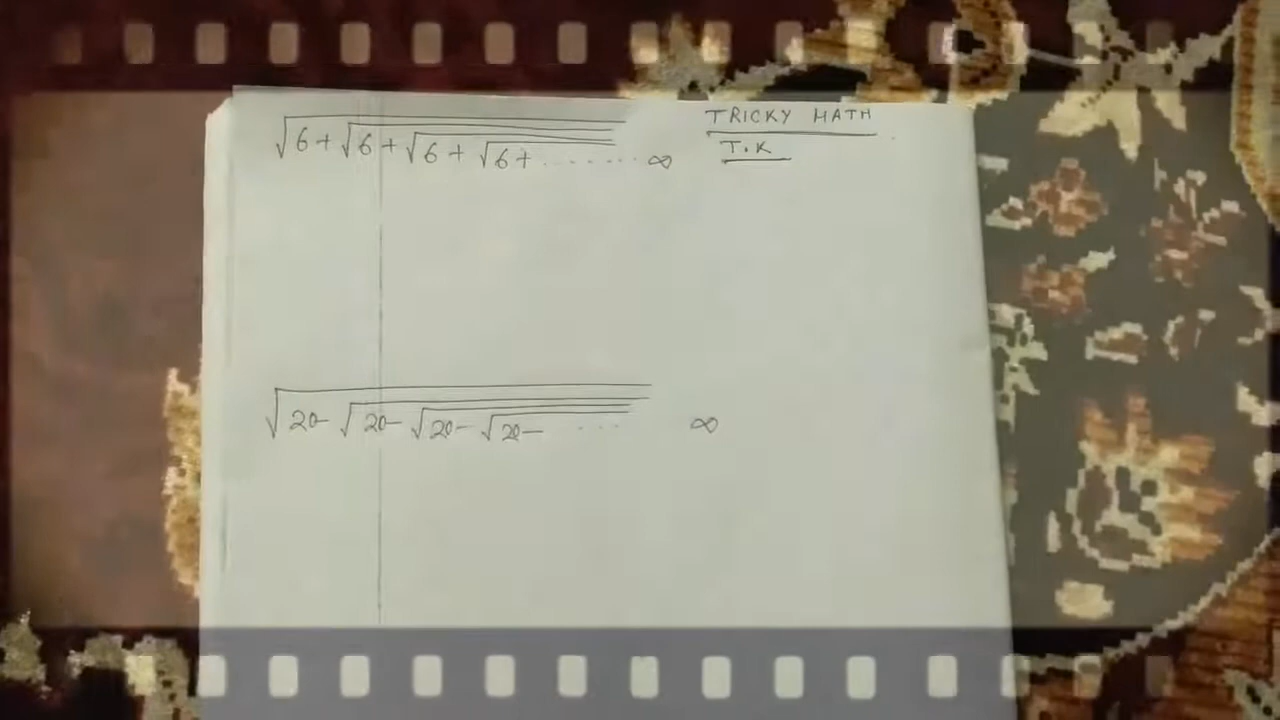 √6+√6+√6+√6+........∞
TRICKY MATH
T.K
√20-√20-√20-√20-.....∞